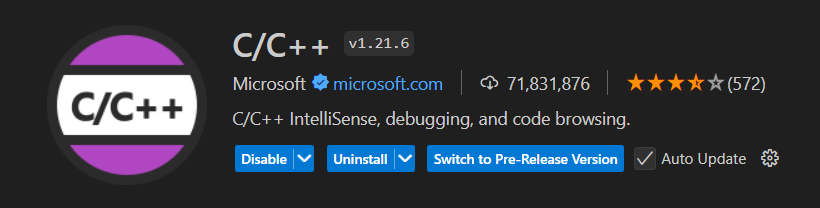 C/C++
C/C++ v1.21.6
Microsoft microsoft.com 71,831,876 (572)
C/C++ IntelliSense, debugging, and code browsing.
Disable Uninstall Switch to Pre-Release Version Auto Update